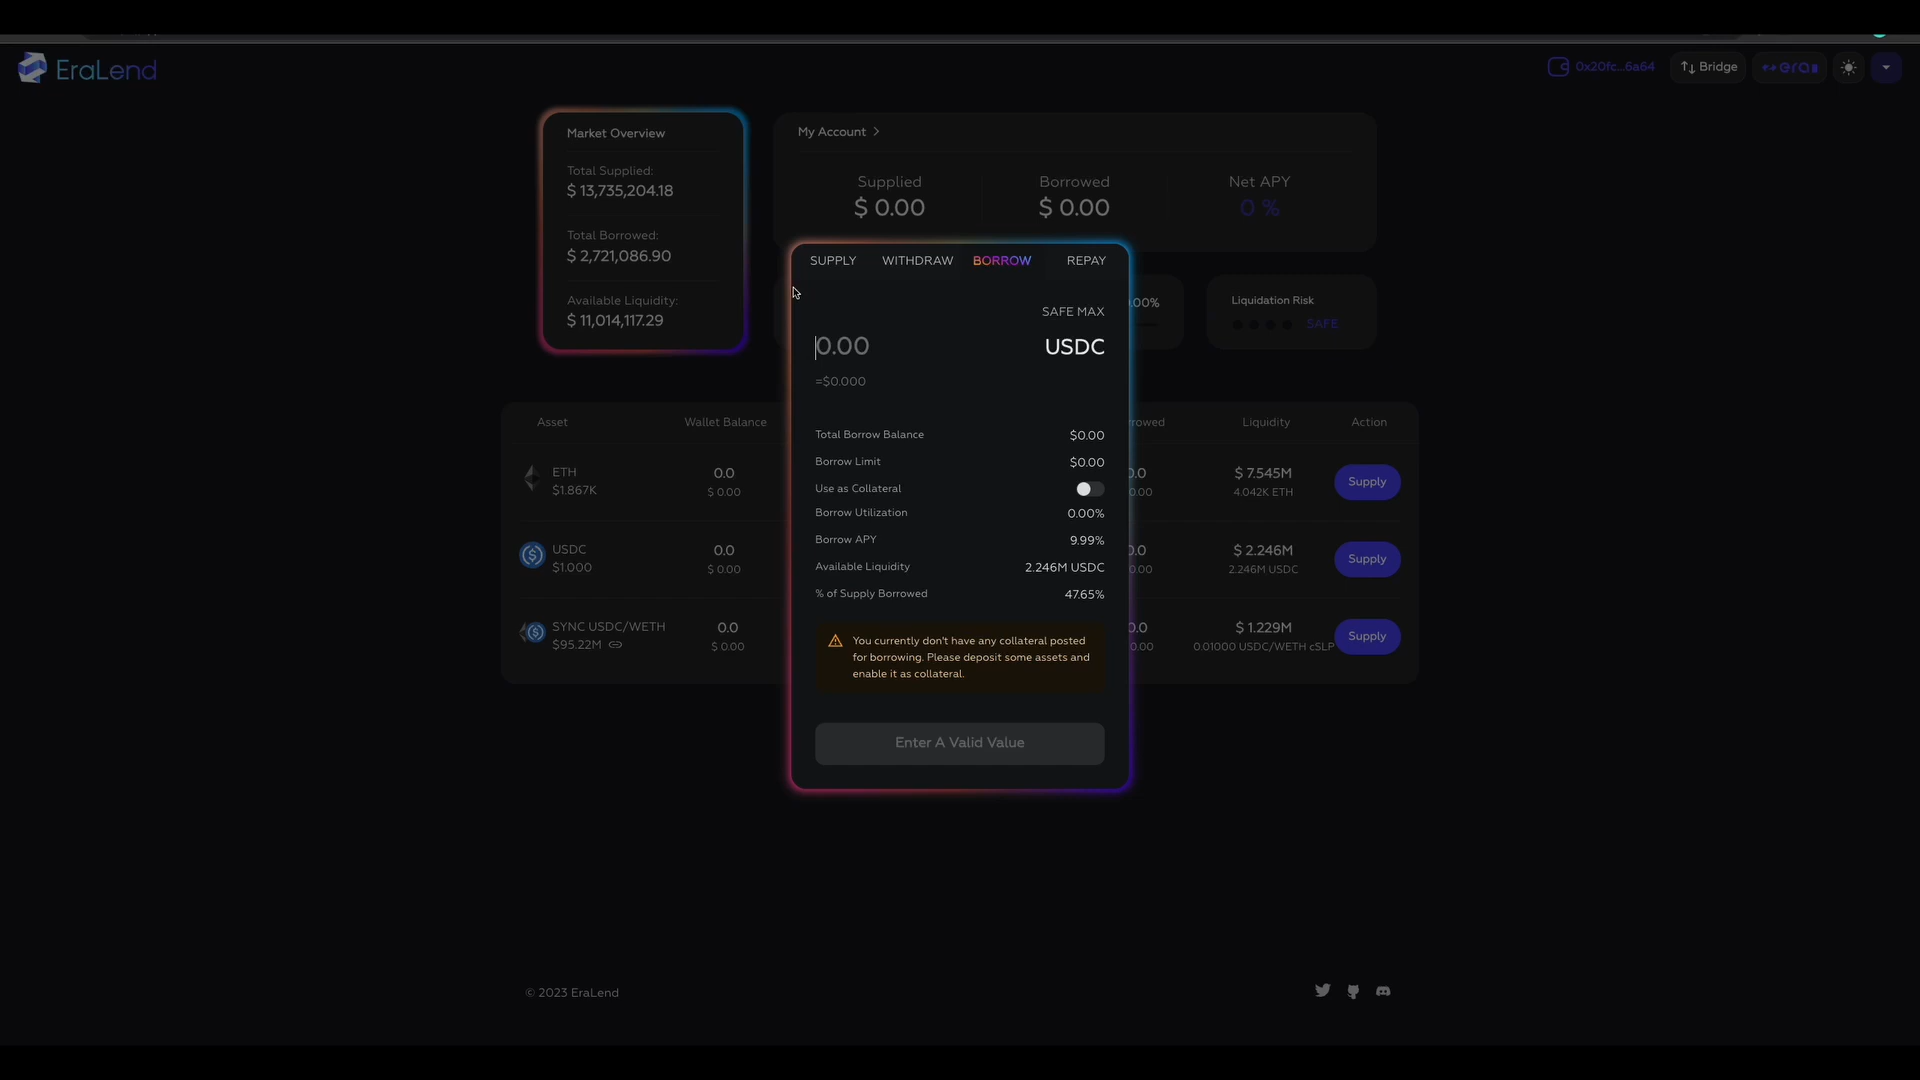 EraLend
0x20fc...6a64
Bridge
era
Market Overview
Total Supplied:
$ 13,735,204.18
Total Borrowed:
$ 2,721,086.90
Available Liquidity:
$ 11,014,117.29
My Account
Supplied
Borrowed
Net APY
$ 0.00
$ 0.00
0 %
.00%
Liquidation Risk
SAFE
SUPPLY
WITHDRAW
BORROW
REPAY
SAFE MAX
0.00
USDC
=$0.000
Total Borrow Balance
$0.00
Borrow Limit
$0.00
Use as Collateral
Borrow Utilization
0.00%
Borrow APY
9.99%
Available Liquidity
2.246M USDC
% of Supply Borrowed
47.65%
You currently don't have any collateral posted
for borrowing. Please deposit some assets and
enable it as collateral.
Enter A Valid Value
Asset
Wallet Balance
rowed
Liquidity
Action
ETH
$1.867K
0.0
$ 0.00
0.0
0.00
$ 7.545M
4.042K ETH
Supply
USDC
$1.000
0.0
$ 0.00
0.0
0.00
$ 2.246M
2.246M USDC
Supply
SYNC USDC/WETH
$95.22M
0.0
$ 0.00
0.0
0.00
$ 1.229M
0.01000 USDC/WETH cSLP
Supply
© 2023 EraLend